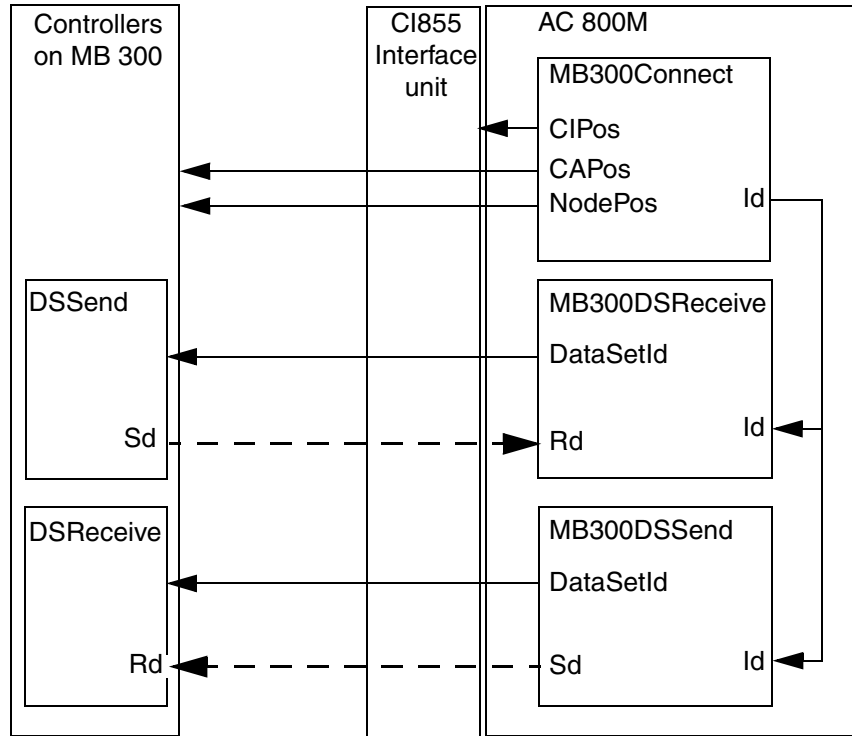 Controllers
on MB 300
CI855
Interface
unit
AC 800M
MB300Connect
CIPos
CAPos
NodePos
Id
DSSend
Sd
MB300DSReceive
DataSetId
Rd
Id
DSReceive
Rd
MB300DSSend
DataSetId
Sd
Id